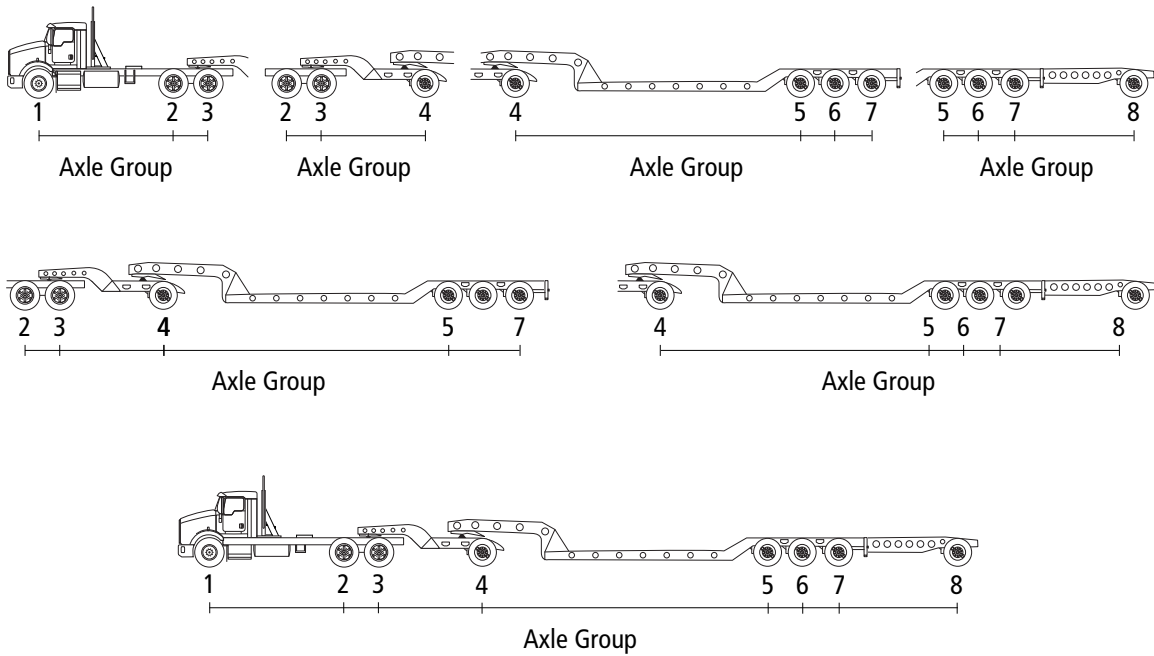 1 2 3 2 3 4 4 5 6 7 5 6 7 8
Axle Group Axle Group Axle Group Axle Group
2 3 4 5 7 4 5 6 7 8
Axle Group Axle Group
1 2 3 4 5 6 7 8
Axle Group